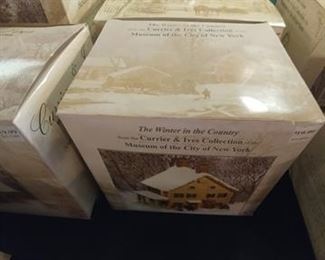 The Winter in the Country
from the Currier & Ives Collection of the
Museum of the City of New York
The Winter in the Country
from the Currier & Ives Collection of the
Museum of the City of New York